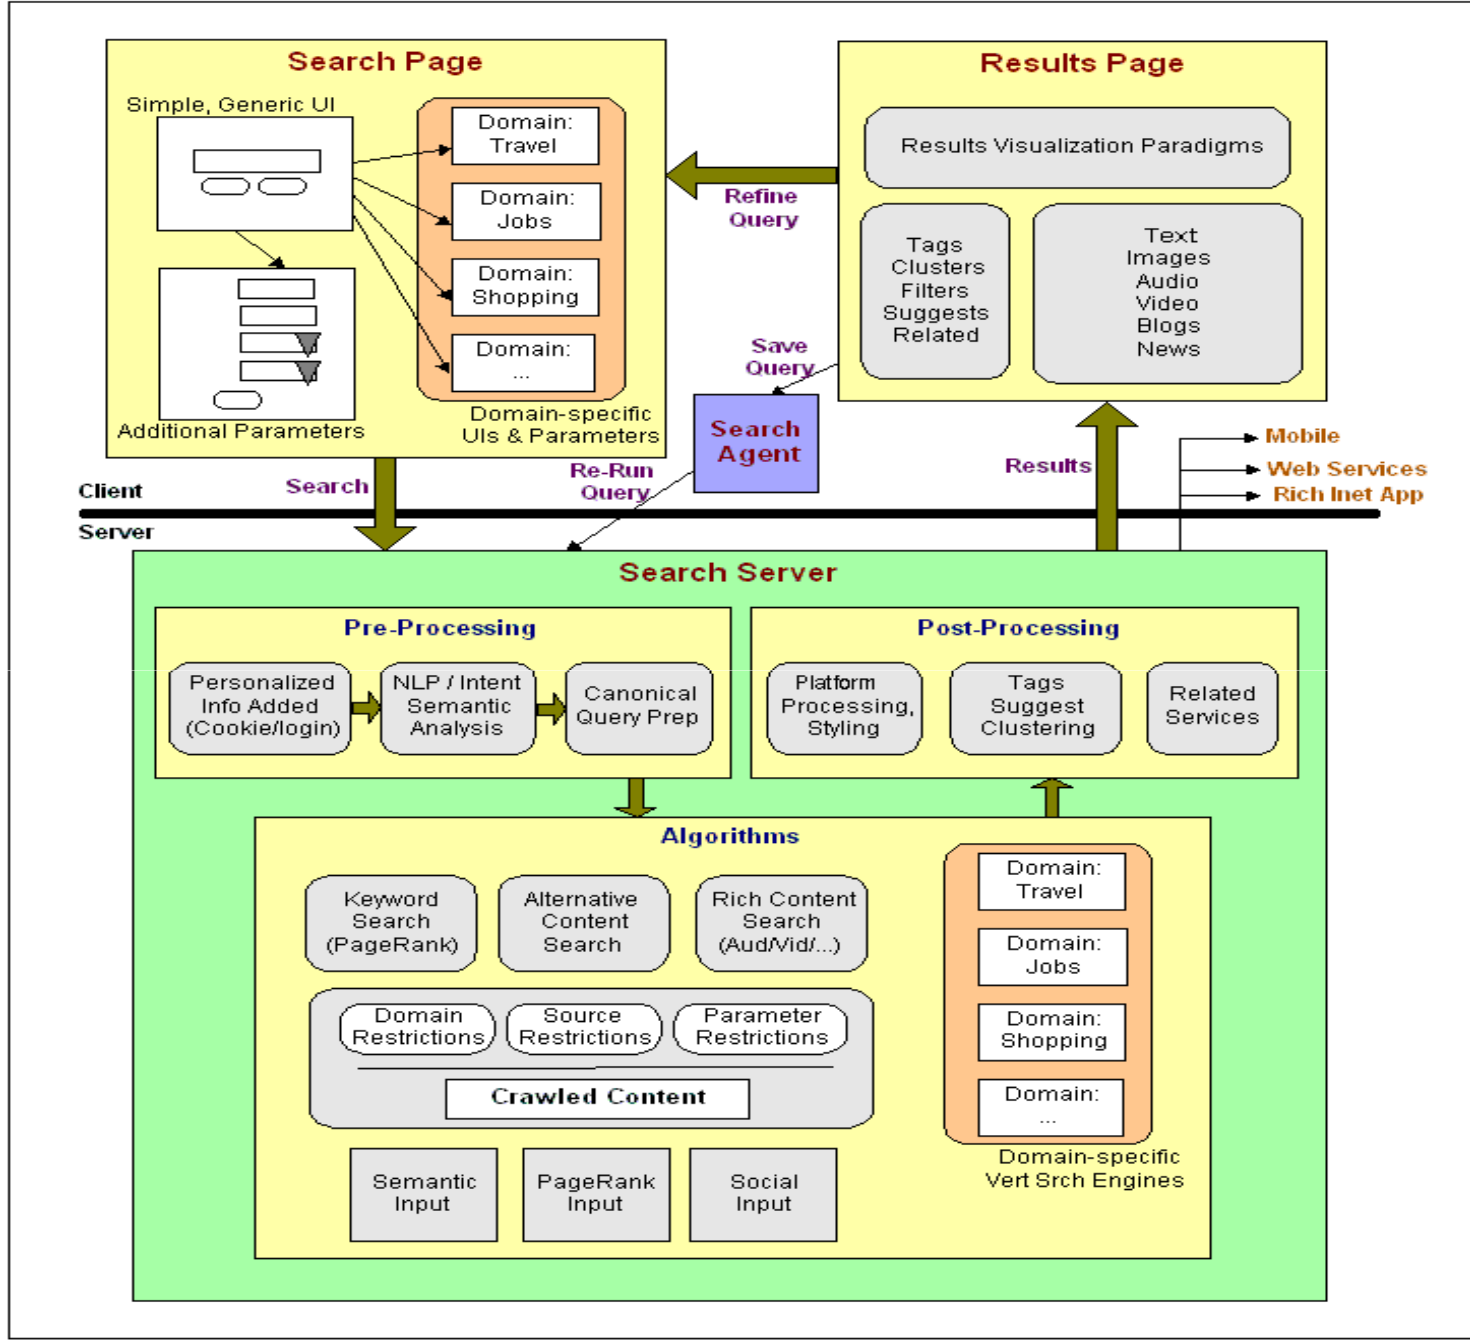 Search Page
Simple, Generic UI
Domain:
Travel
Domain:
Jobs
Domain:
Shopping
Domain:
...
Additional Parameters
Domain-specific
UIs & Parameters
Results Page
Results Visualization Paradigms
Tags
Clusters
Filters
Suggests
Related
Text
Images
Audio
Video
Blogs
News
Refine
Query
Save
Query
Search
Agent
Re-Run
Query
Search
Results
Mobile
Web Services
Rich Inet App
Client
Server
Search Server
Pre-Processing
Personalized
Info Added
(Cookie/login)
NLP / Intent
Semantic
Analysis
Canonical
Query Prep
Post-Processing
Platform
Processing,
Styling
Tags
Suggest
Clustering
Related
Services
Algorithms
Keyword
Search
(PageRank)
Alternative
Content
Search
Rich Content
Search
(Aud/Vid/...)
Domain
Restrictions
Source
Restrictions
Parameter
Restrictions
Crawled Content
Semantic
Input
PageRank
Input
Social
Input
Domain:
Travel
Domain:
Jobs
Domain:
Shopping
Domain:
...
Domain-specific
Vert Srch Engines